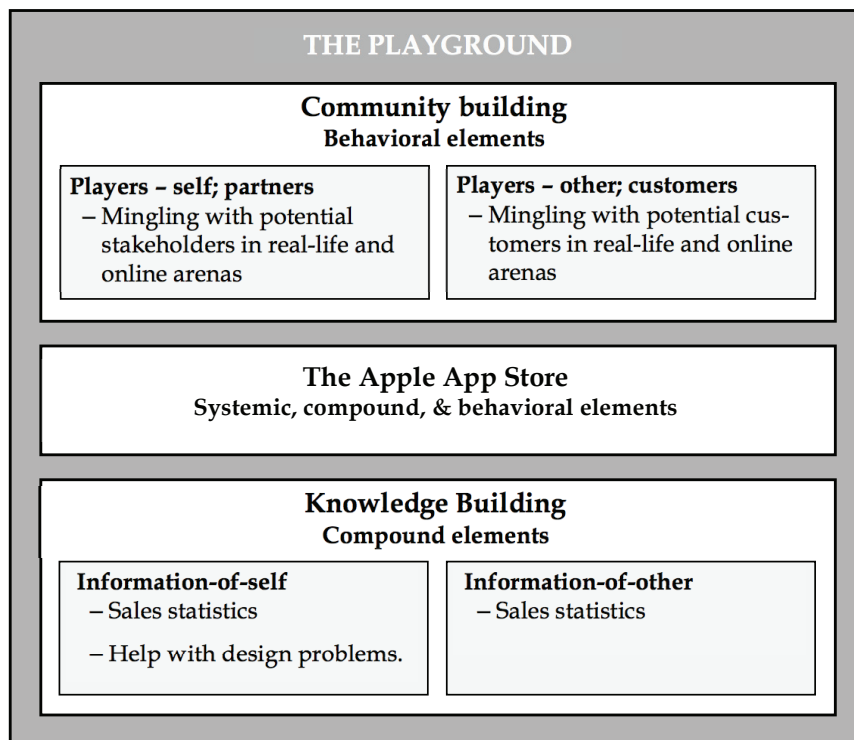 THE PLAYGROUND
Community building
Behavioral elements
Players – self; partners
– Mingling with potential
stakeholders in real-life and
online arenas
Players – other; customers
– Mingling with potential cus-
tomers in real-life and online
arenas
The Apple App Store
Systemic, compound, & behavioral elements
Knowledge Building
Compound elements
Information-of-self
– Sales statistics
– Help with design problems.
Information-of-other
– Sales statistics